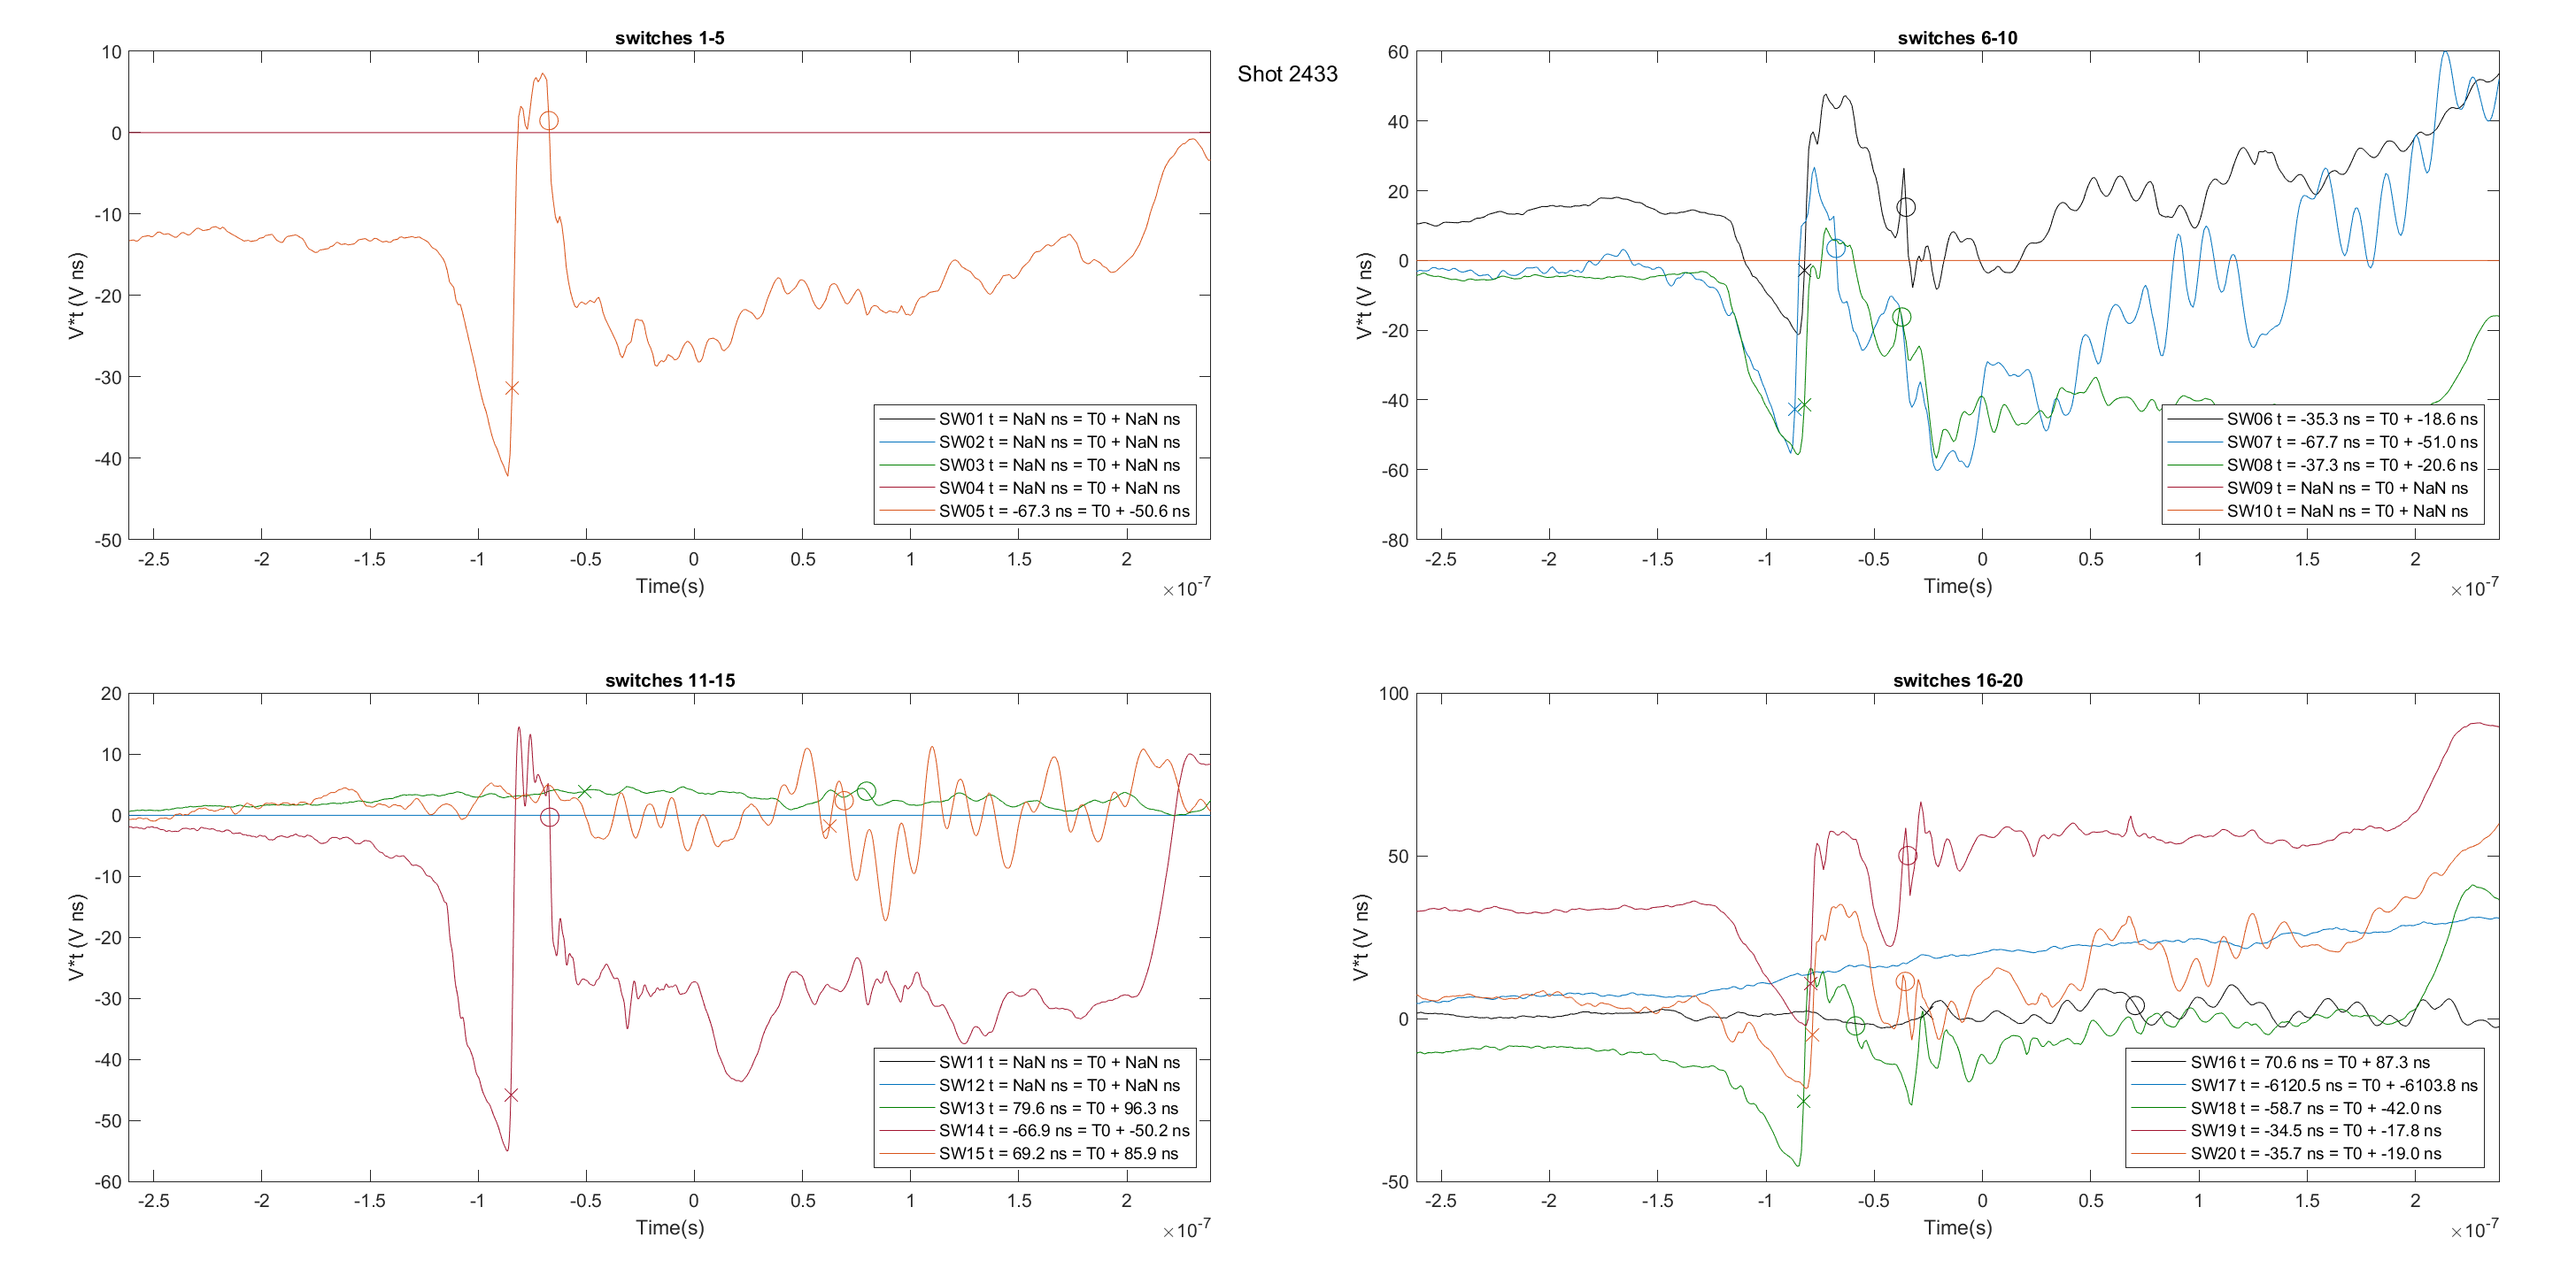 Shot 2433
switches 1-5
10
0
-10
-20
-30
-40
-50
V*t (V ns)
-2.5 -2 -1.5 -1 -0.5 0 0.5 1 1.5 2
Time(s)
×10-7
SW01 t = NaN ns = T0 + NaN ns
SW02 t = NaN ns = T0 + NaN ns
SW03 t = NaN ns = T0 + NaN ns
SW04 t = NaN ns = T0 + NaN ns
SW05 t = -67.3 ns = T0 + -50.6 ns
switches 6-10
60
40
20
0
-20
-40
-60
-80
V*t (V ns)
-2.5 -2 -1.5 -1 -0.5 0 0.5 1 1.5 2
Time(s)
×10-7
SW06 t = -35.3 ns = T0 + -18.6 ns
SW07 t = -67.7 ns = T0 + -51.0 ns
SW08 t = -37.3 ns = T0 + -20.6 ns
SW09 t = NaN ns = T0 + NaN ns
SW10 t = NaN ns = T0 + NaN ns
switches 11-15
20
10
0
-10
-20
-30
-40
-50
-60
V*t (V ns)
-2.5 -2 -1.5 -1 -0.5 0 0.5 1 1.5 2
Time(s)
×10-7
SW11 t = NaN ns = T0 + NaN ns
SW12 t = NaN ns = T0 + NaN ns
SW13 t = 79.6 ns = T0 + 96.3 ns
SW14 t = -66.9 ns = T0 + -50.2 ns
SW15 t = 69.2 ns = T0 + 85.9 ns
switches 16-20
100
50
0
-50
V*t (V ns)
-2.5 -2 -1.5 -1 -0.5 0 0.5 1 1.5 2
Time(s)
×10-7
SW16 t = 70.6 ns = T0 + 87.3 ns
SW17 t = -6120.5 ns = T0 + -6103.8 ns
SW18 t = -58.7 ns = T0 + -42.0 ns
SW19 t = -34.5 ns = T0 + -17.8 ns
SW20 t = -35.7 ns = T0 + -19.0 ns